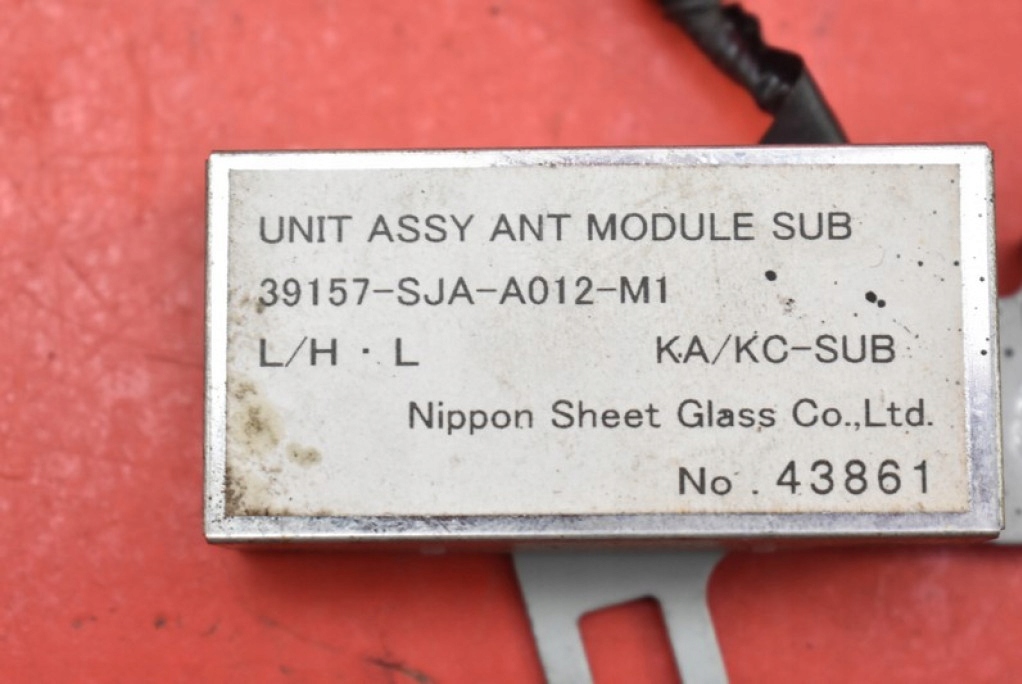 UNIT ASSY ANT MODULE SUB
39157-SJA-A012-M1
L/H · L KA/KC-SUB
Nippon Sheet Glass Co.,Ltd.
No. 43861